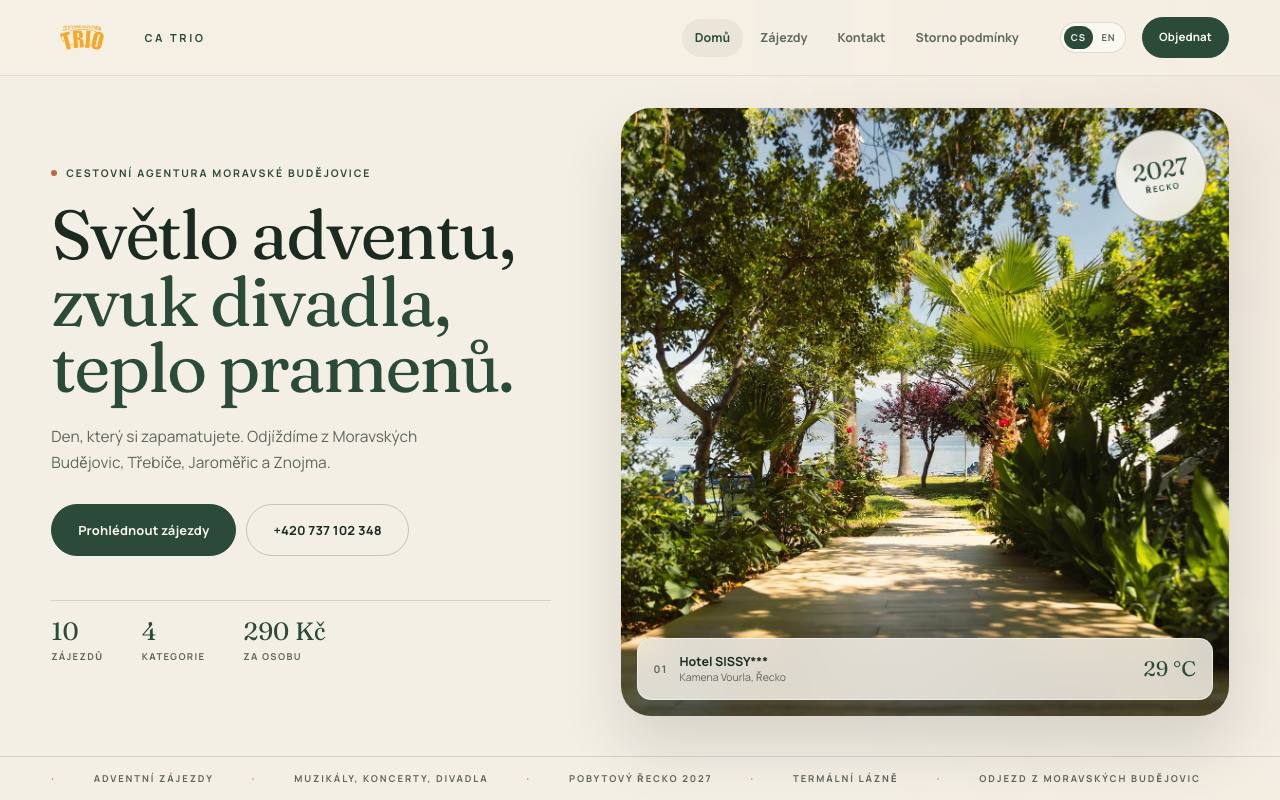 TRIO
CA TRIO
Domů
Zájezdy
Kontakt
Storno podmínky
CS
EN
Objednat
CESTOVNÍ AGENTURA MORAVSKÉ BUDĚJOVICE
Světlo adventu,
zvuk divadla,
teplo pramenů.
Den, který si zapamatujete. Odjíždíme z Moravských
Budějovic, Třebíče, Jaroměřic a Znojma.
Prohlédnout zájezdy
+420 737 102 348
10
ZÁJEZDŮ
4
KATEGORIE
290 Kč
ZA OSOBU
2027
ŘECKO
01
Hotel SISSY***
Kamena Vourla, Řecko
29 °C
· ADVENTNÍ ZÁJEZDY · MUZIKÁLY, KONCERTY, DIVADLA · POBYTOVÝ ŘECKO 2027 · TERMÁLNÍ LÁZNĚ · ODJEZD Z MORAVSKÝCH BUDĚJOVIC